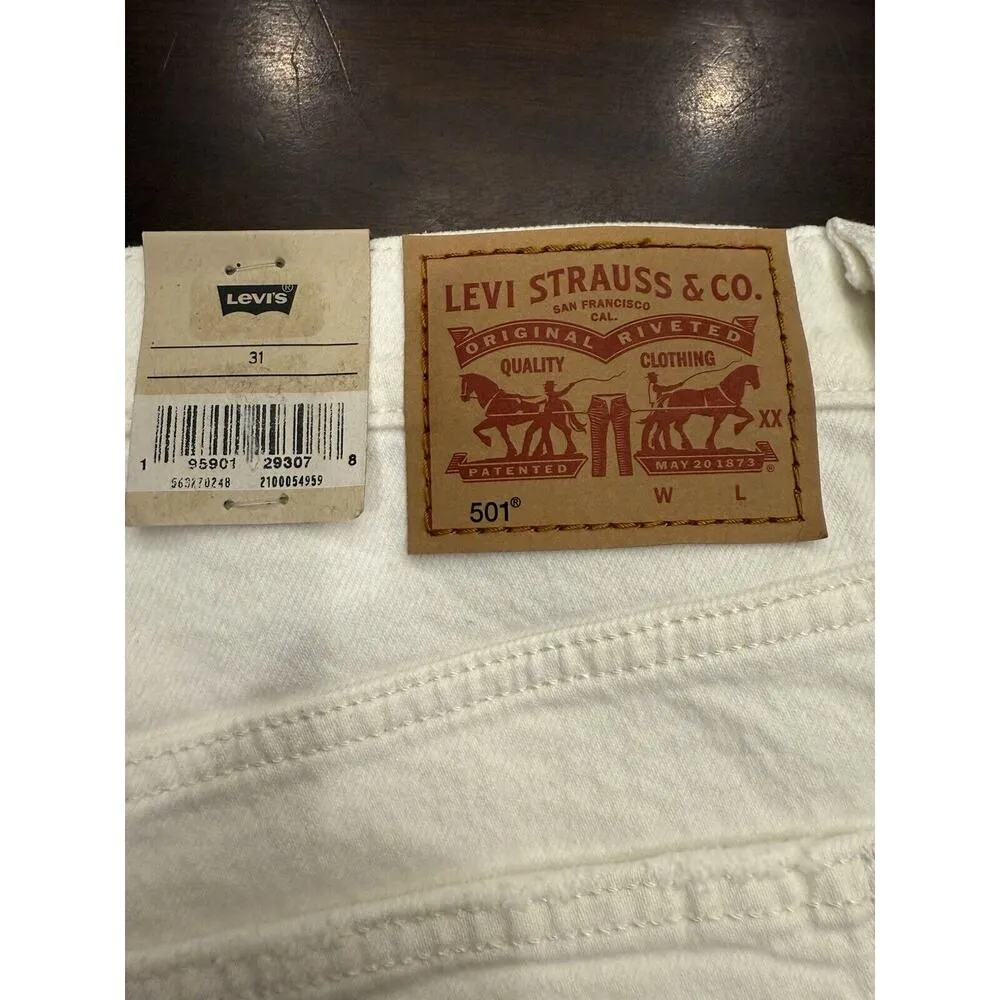 LEVI'S®
31
1 95901 29307 8
563270248 2100054959
LEVI STRAUSS & CO.
SAN FRANCISCO
CAL.
ORIGINAL RIVETED
QUALITY CLOTHING
XX
PATENTED MAY 20 1873 ®
W L
501®